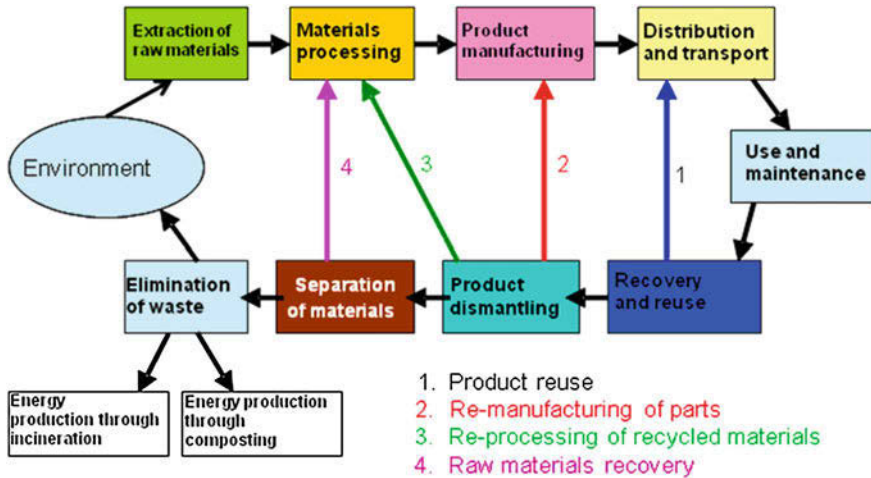 Extraction of
raw materials
Materials
processing
Product
manufacturing
Distribution
and transport
Environment
4
3
2
1
Use and
maintenance
Elimination
of waste
Separation
of materials
Product
dismantling
Recovery
and reuse
Energy
production through
incineration
Energy production
through
composting
1. Product reuse
2. Re-manufacturing of parts
3. Re-processing of recycled materials
4. Raw materials recovery